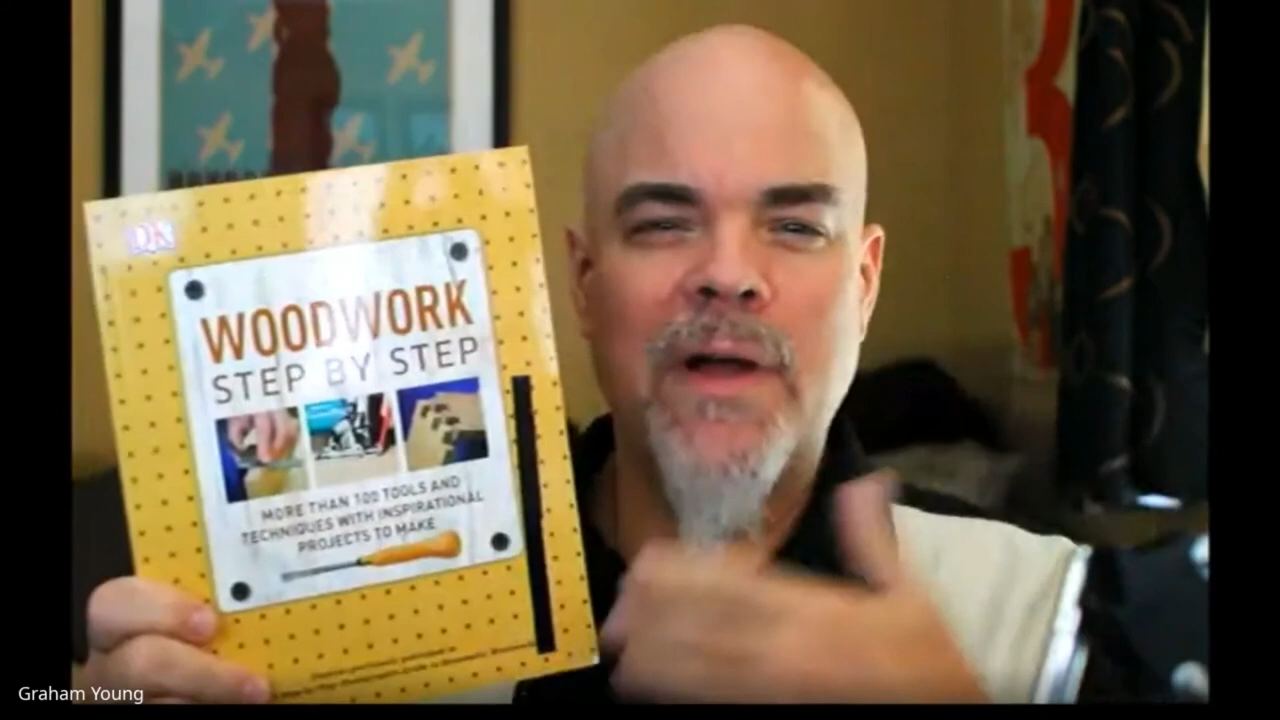 DK
WOODWORK
STEP BY STEP
MORE THAN 100 TOOLS AND
TECHNIQUES WITH INSPIRATIONAL
PROJECTS TO MAKE
Graham Young